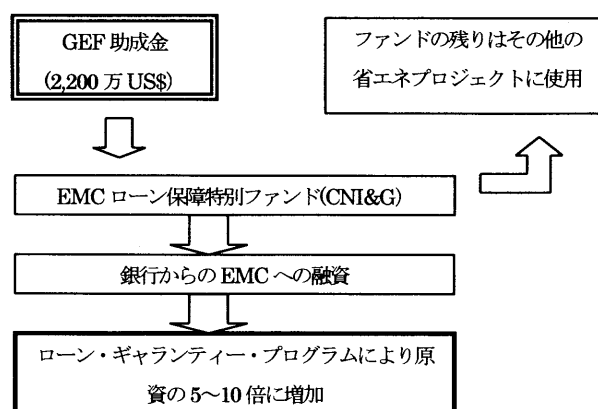 GEF 助成金
(2,200 万 US$)
ファンドの残りはその他の
省エネプロジェクトに使用
EMC ローン保障特別ファンド(CNI&G)
銀行からの EMC への融資
ローン・ギャランティー・プログラムにより原
資の 5～10 倍に増加